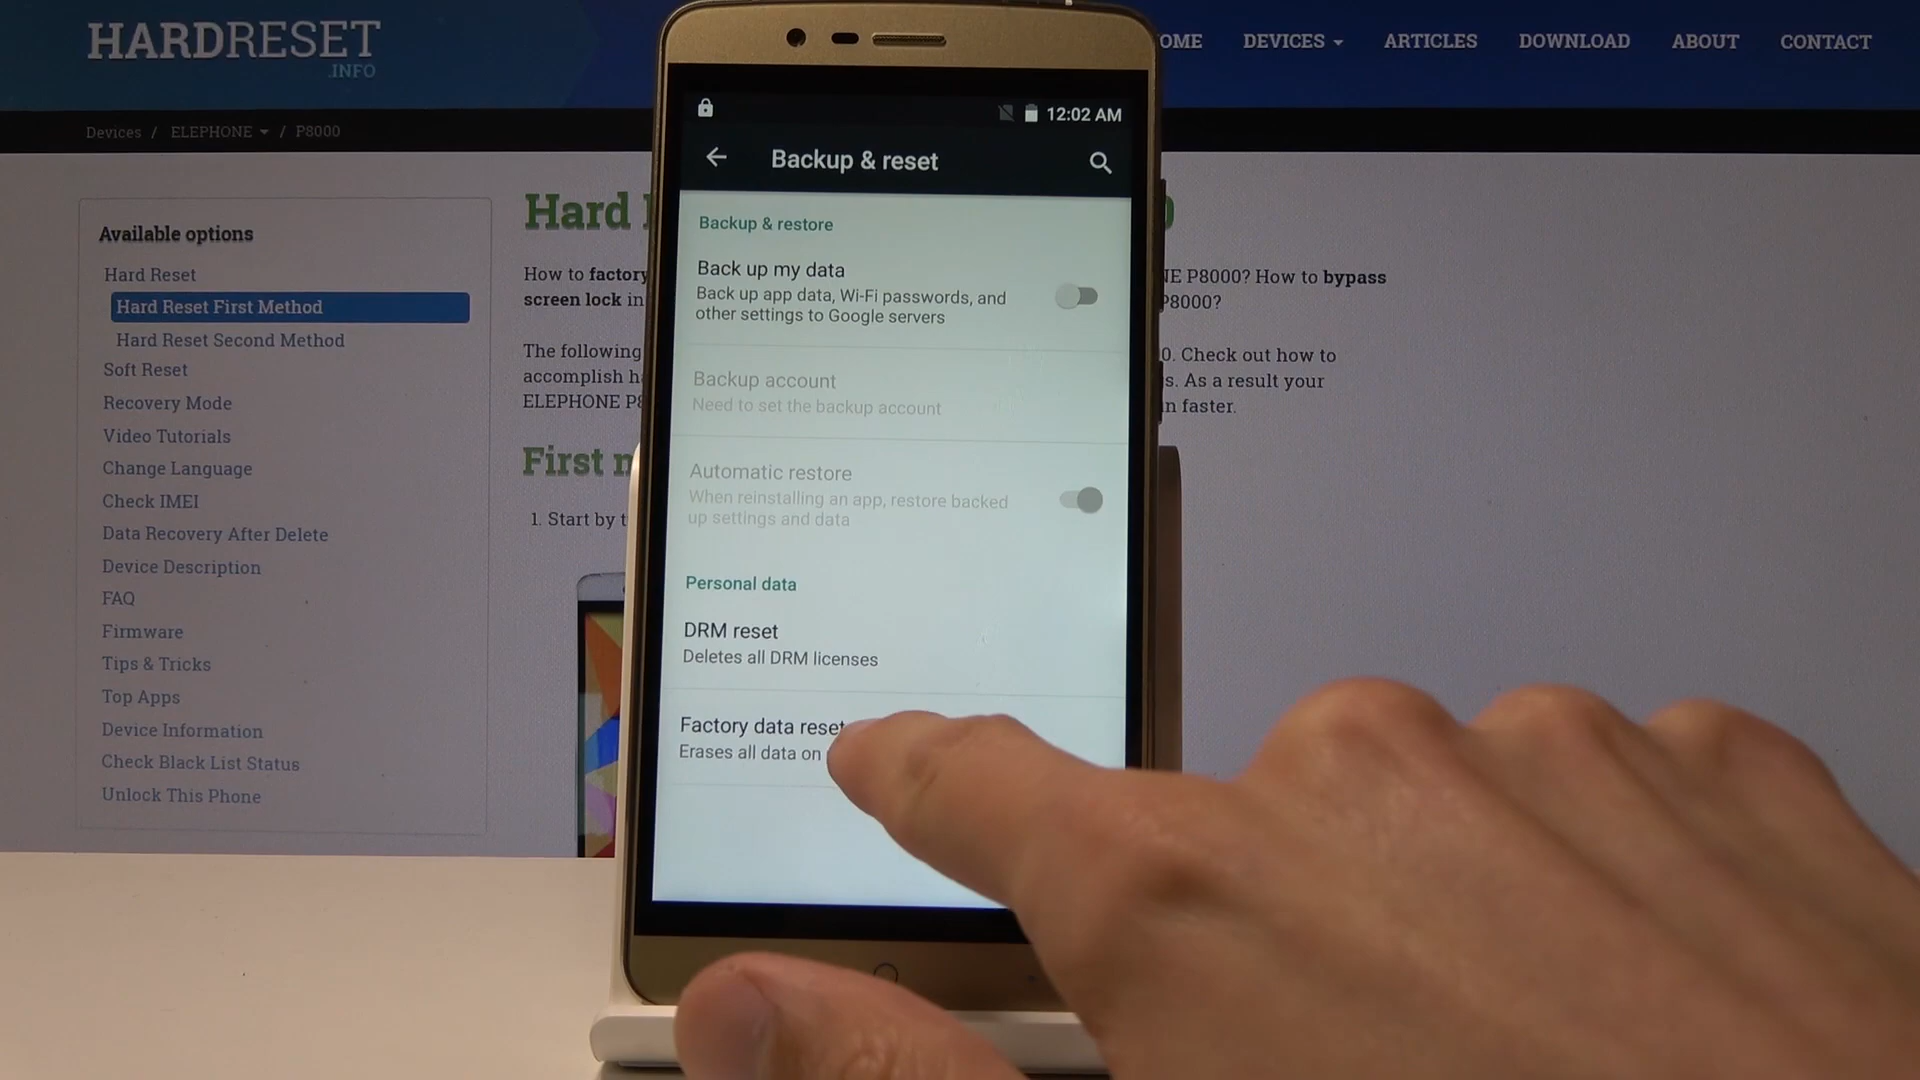 HARDRESET
.INFO
OME
DEVICES
ARTICLES
DOWNLOAD
ABOUT
CONTACT
Devices / ELEPHONE / P8000
Available options
Hard Reset
Hard Reset First Method
Hard Reset Second Method
Soft Reset
Recovery Mode
Video Tutorials
Change Language
Check IMEI
Data Recovery After Delete
Device Description
FAQ
Firmware
Tips & Tricks
Top Apps
Device Information
Check Black List Status
Unlock This Phone
Hard
How to factory
screen lock in
The following
accomplish
ELEPHONE
First
1. Start by
NE P8000? How to bypass
P8000?
0. Check out how to
s. As a result your
n faster.
12:02 AM
Backup & reset
Backup & restore
Back up my data
Back up app data, Wi-Fi passwords, and
other settings to Google servers
Backup account
Need to set the backup account
Automatic restore
When reinstalling an app, restore backed
up settings and data
Personal data
DRM reset
Deletes all DRM licenses
Factory data reset
Erases all data on